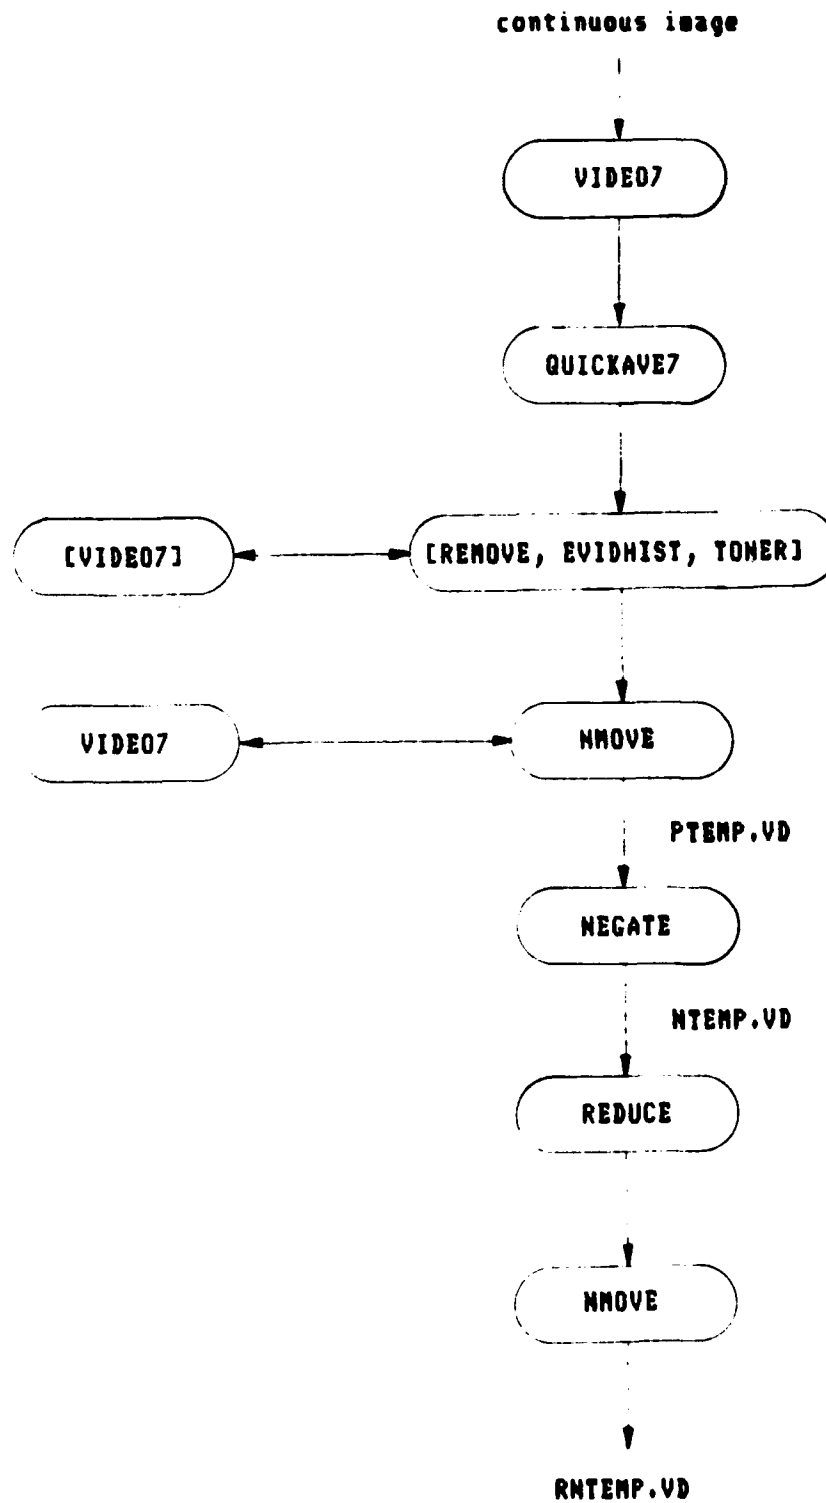 continuous image
VIDEO7
QUICKAVE7
[VIDEO7]
[REMOVE, EVIDHIST, TONER]
VIDEO7
NMOVE
PTEMP.VD
NEGATE
NTEMP.VD
REDUCE
NMOVE
RNTEMP.VD